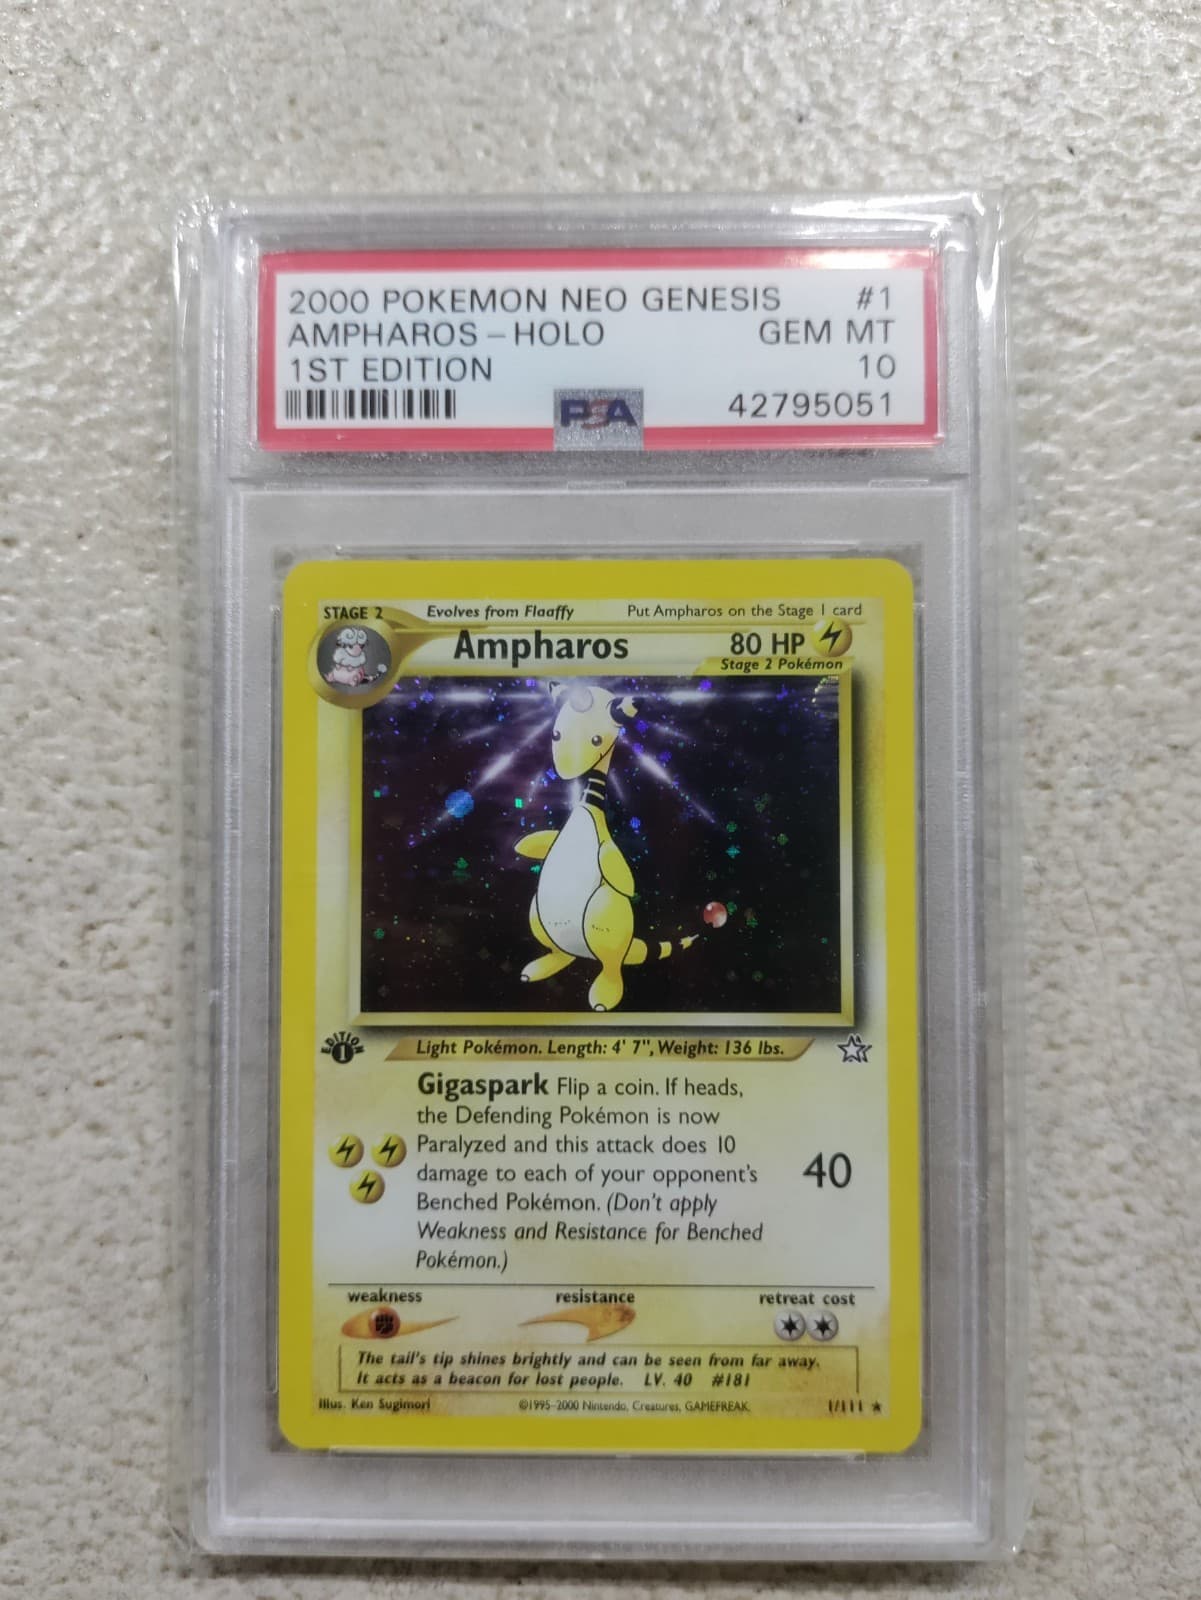 2000 POKEMON NEO GENESIS #1
AMPHAROS - HOLO GEM MT
1ST EDITION 10
PSA 42795051
STAGE 2 Evolves from Flaaffy Put Ampharos on the Stage 1 card
Ampharos 80 HP
Stage 2 Pokémon
EDITION 1
Light Pokémon. Length: 4' 7", Weight: 136 lbs.
Gigaspark Flip a coin. If heads,
the Defending Pokémon is now
Paralyzed and this attack does 10
damage to each of your opponent's
Benched Pokémon. (Don't apply
Weakness and Resistance for Benched
Pokémon.)
40
weakness resistance retreat cost
The tail's tip shines brightly and can be seen from far away.
It acts as a beacon for lost people. LV. 40 #181
Illus. Ken Sugimori ©1995-2000 Nintendo, Creatures, GAMEFREAK. 1/111 ★